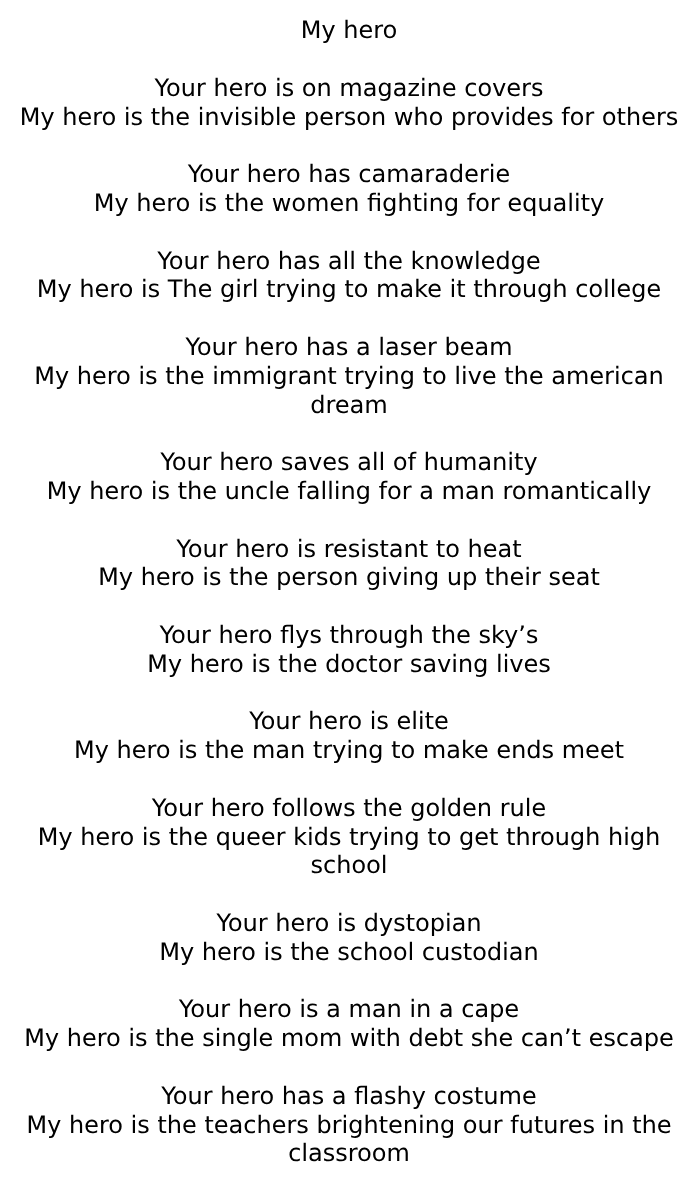 My hero
Your hero is on magazine covers
My hero is the invisible person who provides for others
Your hero has camaraderie
My hero is the women fighting for equality
Your hero has all the knowledge
My hero is The girl trying to make it through college
Your hero has a laser beam
My hero is the immigrant trying to live the american
dream
Your hero saves all of humanity
My hero is the uncle falling for a man romantically
Your hero is resistant to heat
My hero is the person giving up their seat
Your hero flys through the sky’s
My hero is the doctor saving lives
Your hero is elite
My hero is the man trying to make ends meet
Your hero follows the golden rule
My hero is the queer kids trying to get through high
school
Your hero is dystopian
My hero is the school custodian
Your hero is a man in a cape
My hero is the single mom with debt she can’t escape
Your hero has a flashy costume
My hero is the teachers brightening our futures in the
classroom